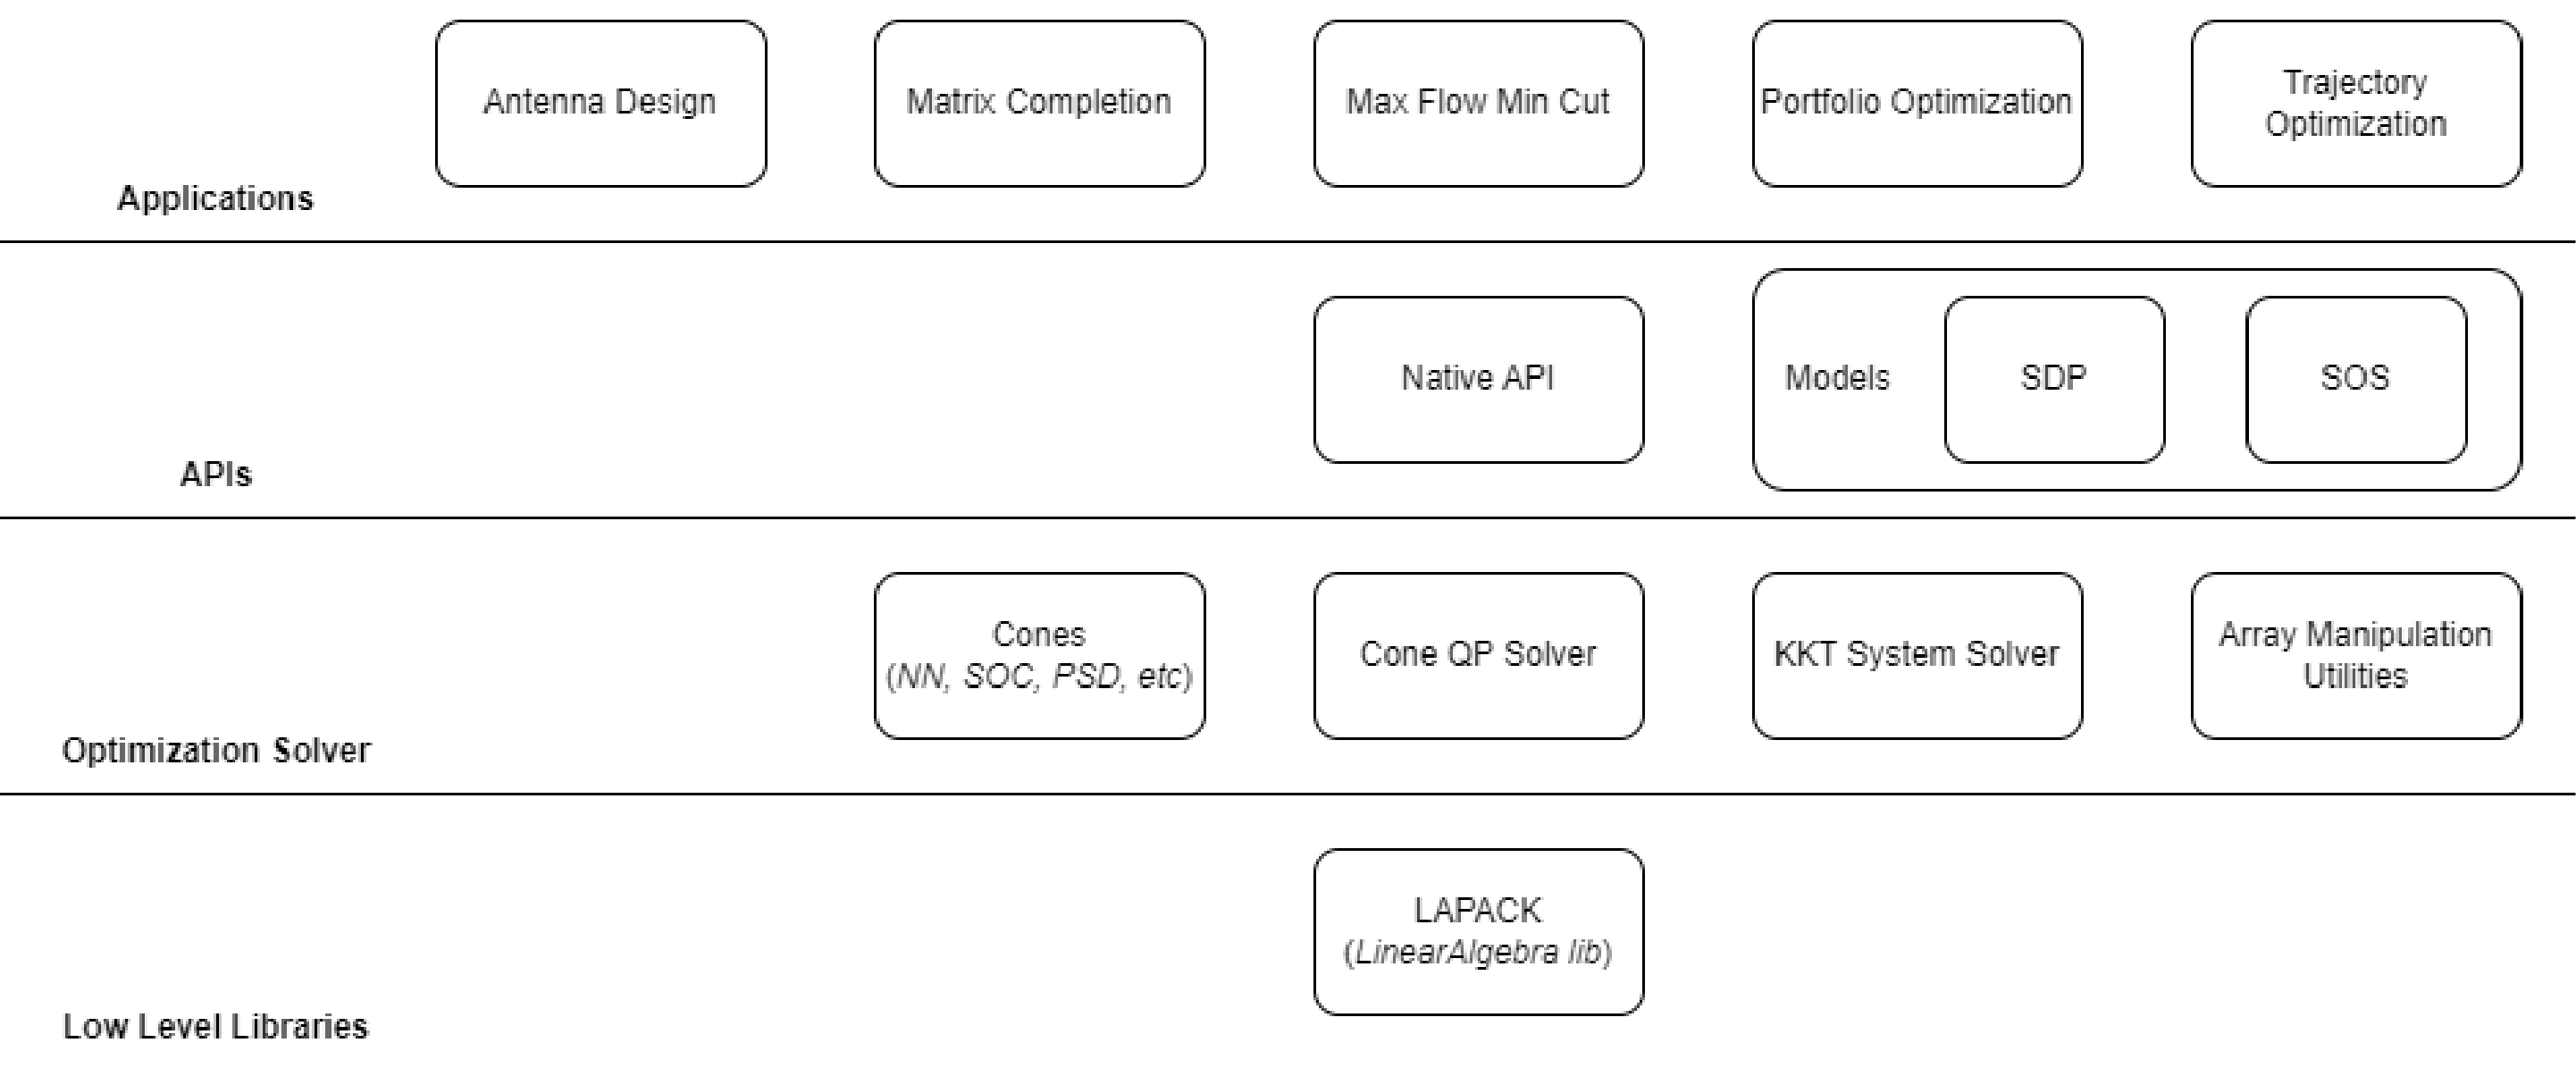 Antenna Design
Matrix Completion
Max Flow Min Cut
Portfolio Optimization
Trajectory
Optimization
Applications
Native API
Models
SDP
SOS
APIs
Cones
(NN, SOC, PSD, etc)
Cone QP Solver
KKT System Solver
Array Manipulation
Utilities
Optimization Solver
LAPACK
(LinearAlgebra lib)
Low Level Libraries